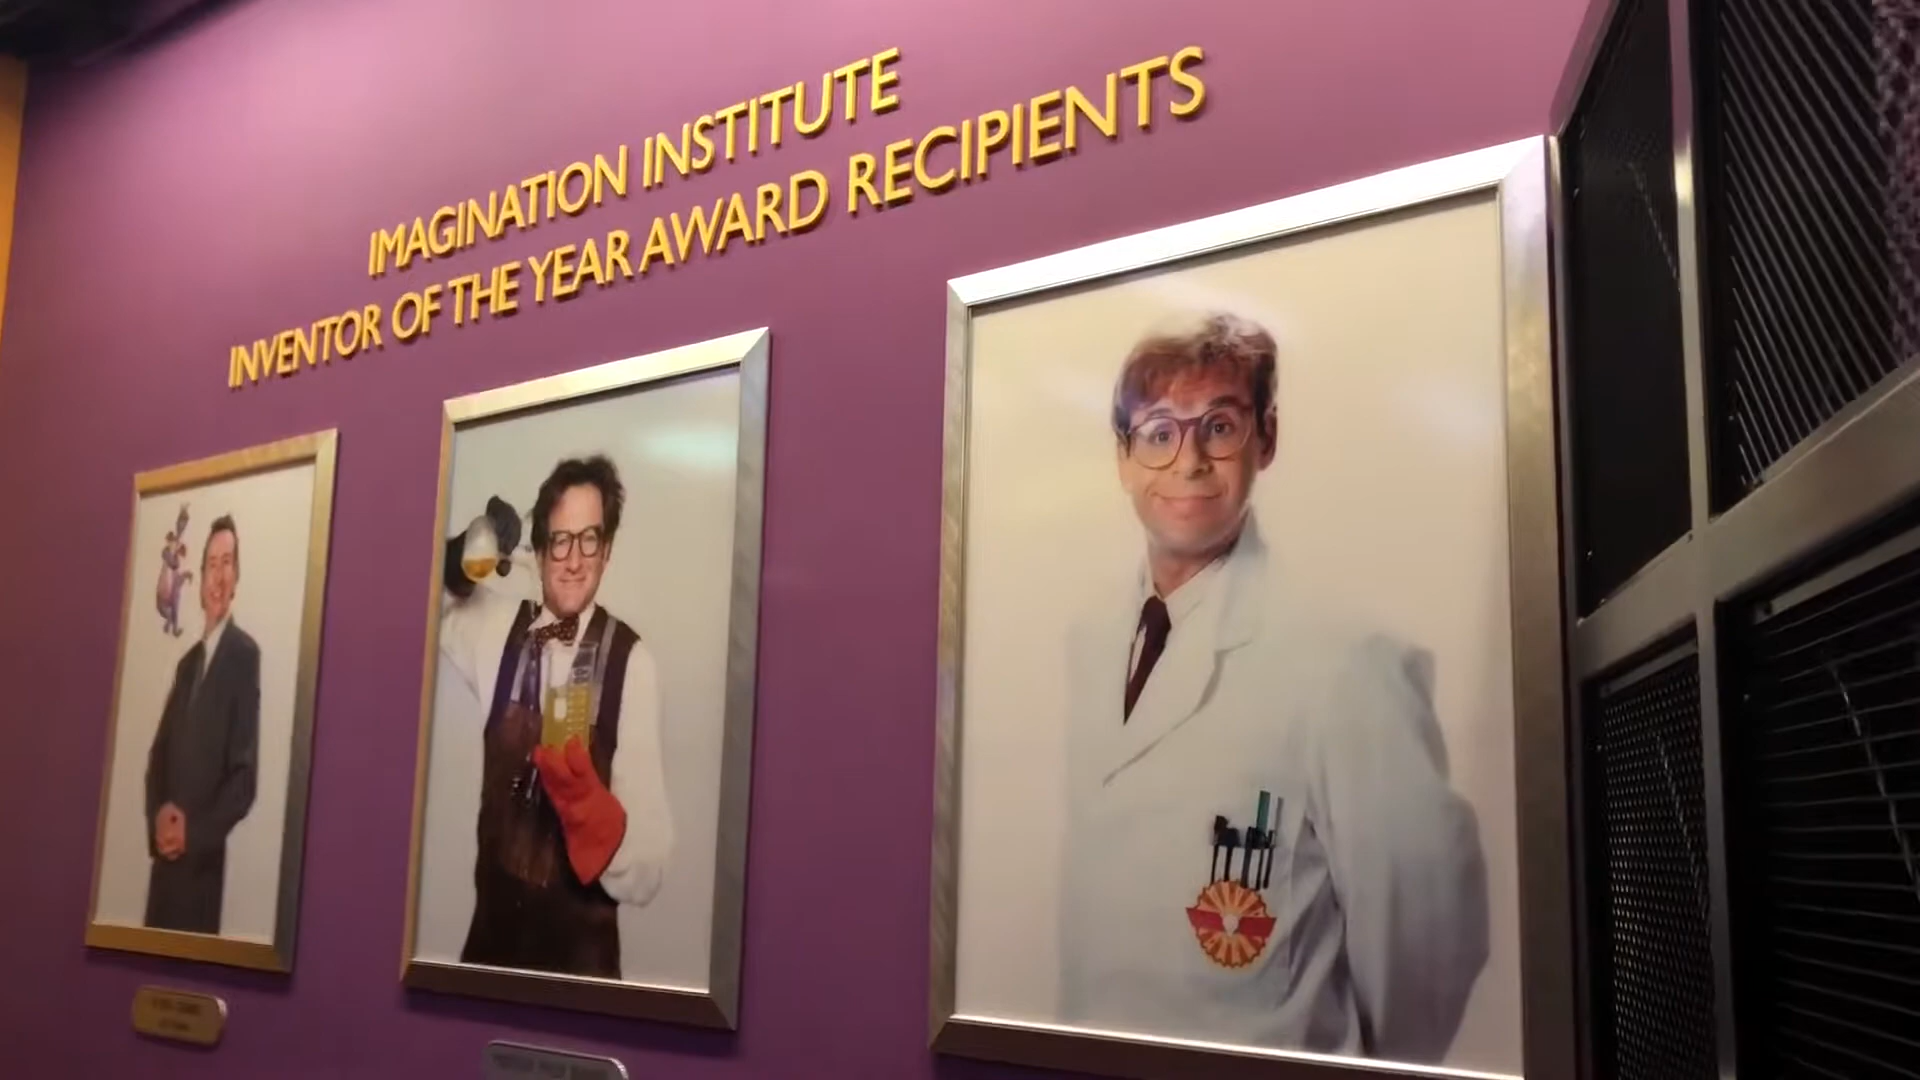 IMAGINATION INSTITUTE
INVENTOR OF THE YEAR AWARD RECIPIENTS